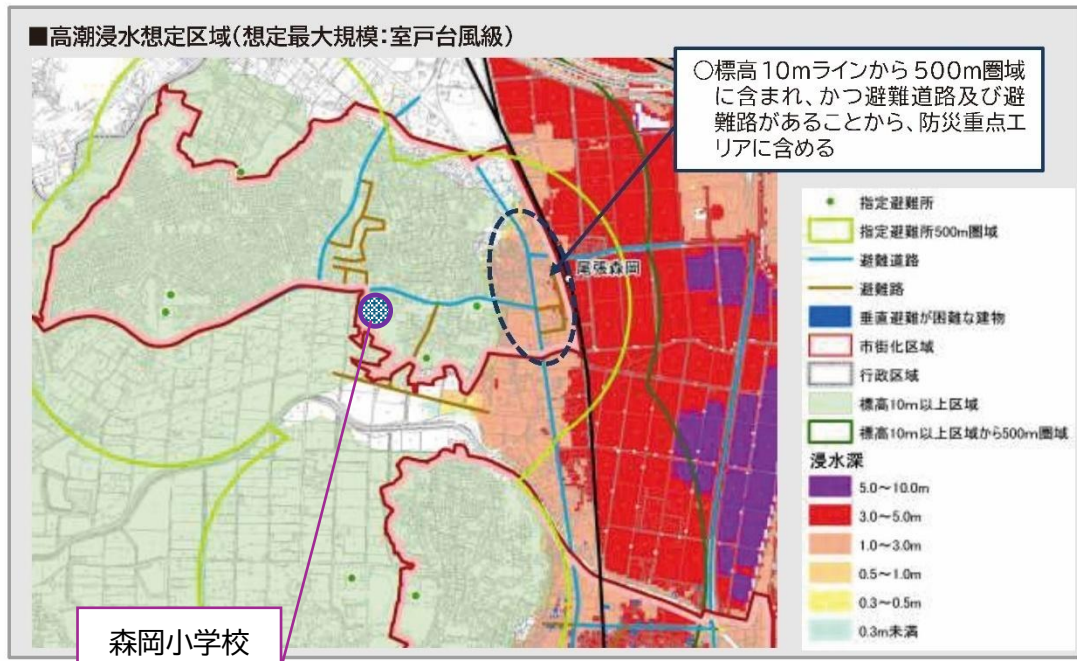 ■高潮浸水想定区域(想定最大規模:室戸台風級)
○標高10mラインから500m圏域
に含まれ、かつ避難道路及び避
難路があることから、防災重点エ
リアに含める
尾張森岡
森岡小学校
指定避難所
指定避難所500m圏域
避難道路
避難路
垂直避難が困難な建物
市街化区域
行政区域
標高10m以上区域
標高10m以上区域から500m圏域
浸水深
5.0~10.0m
3.0~5.0m
1.0~3.0m
0.5~1.0m
0.3~0.5m
0.3m未満